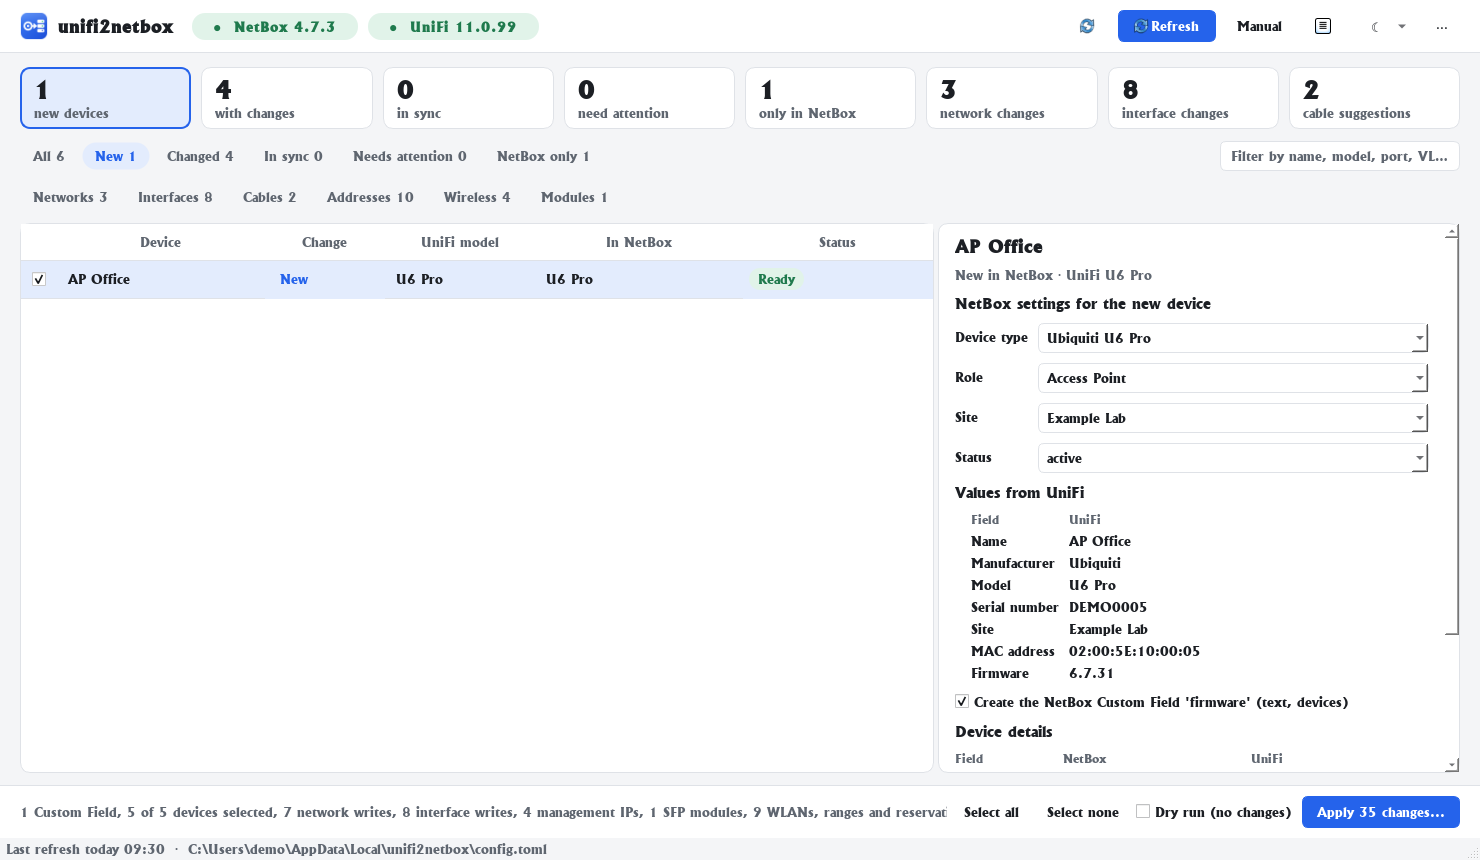 unifi2netbox
● NetBox 4.7.3
● UniFi 11.0.99
Refresh
Manual
...
1
new devices
4
with changes
0
in sync
0
need attention
1
only in NetBox
3
network changes
8
interface changes
2
cable suggestions
All 6
New 1
Changed 4
In sync 0
Needs attention 0
NetBox only 1
Filter by name, model, port, VL...
Networks 3
Interfaces 8
Cables 2
Addresses 10
Wireless 4
Modules 1
Device Change UniFi model In NetBox Status
AP Office New U6 Pro U6 Pro Ready
AP Office
New in NetBox · UniFi U6 Pro
NetBox settings for the new device
Device type Ubiquiti U6 Pro
Role Access Point
Site Example Lab
Status active
Values from UniFi
Field UniFi
Name AP Office
Manufacturer Ubiquiti
Model U6 Pro
Serial number DEMO0005
Site Example Lab
MAC address 02:00:5E:10:00:05
Firmware 6.7.31
Create the NetBox Custom Field 'firmware' (text, devices)
Device details
Field NetBox UniFi
1 Custom Field, 5 of 5 devices selected, 7 network writes, 8 interface writes, 4 management IPs, 1 SFP modules, 9 WLANs, ranges and reservati
Select all
Select none
Dry run (no changes)
Apply 35 changes...
Last refresh today 09:30 · C:\Users\demo\AppData\Local\unifi2netbox\config.toml